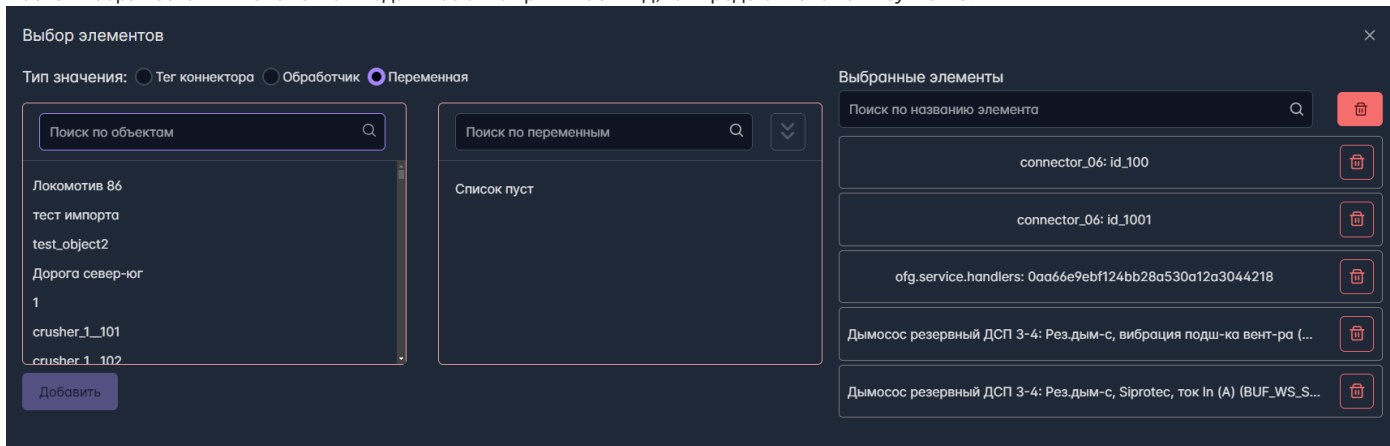 Выбор элементов
Тип значения: Тег коннектора Обработчик Переменная
Поиск по объектам
Локомотив 86
тест импорта
test_object2
Дорога север-юг
1
crusher_1__101
crusher_1__102
Добавить
Поиск по переменным
Список пуст
Выбранные элементы
Поиск по названию элемента
connector_06: id_100
connector_06: id_1001
ofg.service.handlers: 0aa66e9ebf124bb28a530a12a3044218
Дымосос резервный ДСП 3-4: Рез.дым-с, вибрация подш-ка вент-ра (...
Дымосос резервный ДСП 3-4: Рез.дым-с, Siprotec, ток In (A) (BUF_WS_S...